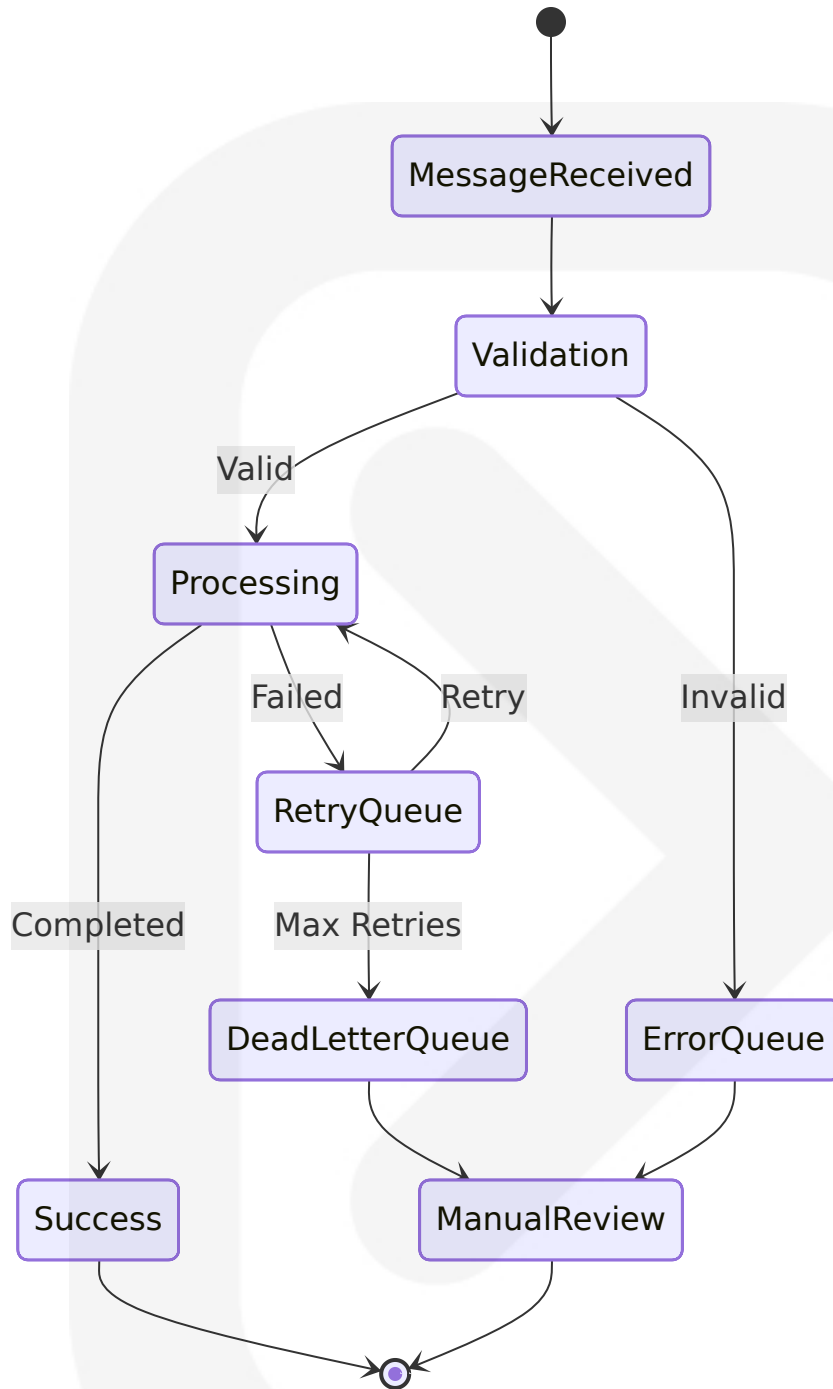 MessageReceived
Validation
Valid
Processing
Failed
Retry
Invalid
RetryQueue
Completed
Max Retries
DeadLetterQueue
ErrorQueue
Success
ManualReview